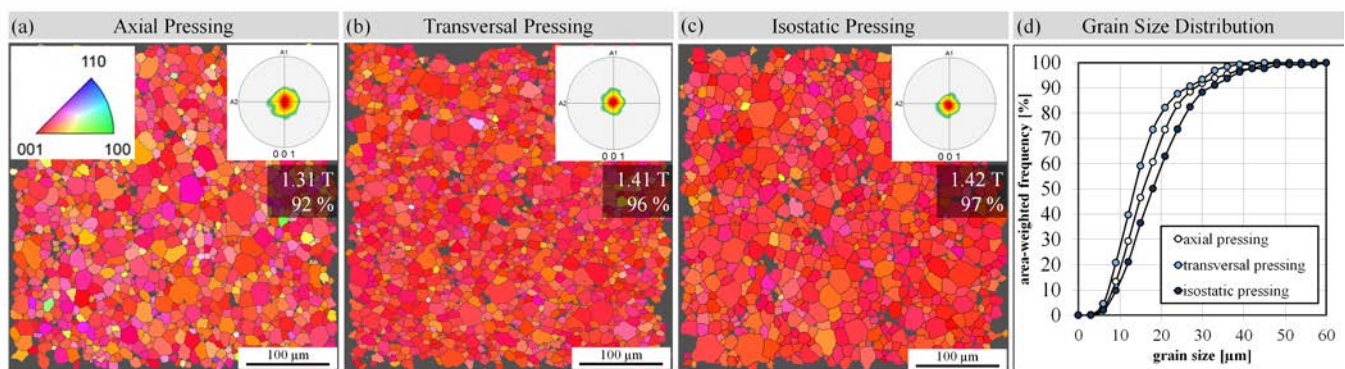 (a) Axial Pressing
110
001
100
A1
A2
0 0 1
1.31 T
92 %
100 µm
(b) Transversal Pressing
A1
A2
0 0 1
1.41 T
96 %
100 µm
(c) Isostatic Pressing
A1
A2
0 0 1
1.42 T
97 %
100 µm
(d) Grain Size Distribution
area-weighted frequency [%]
100
90
80
70
60
50
40
30
20
10
0
axial pressing
transversal pressing
isostatic pressing
0 10 20 30 40 50 60
grain size [µm]